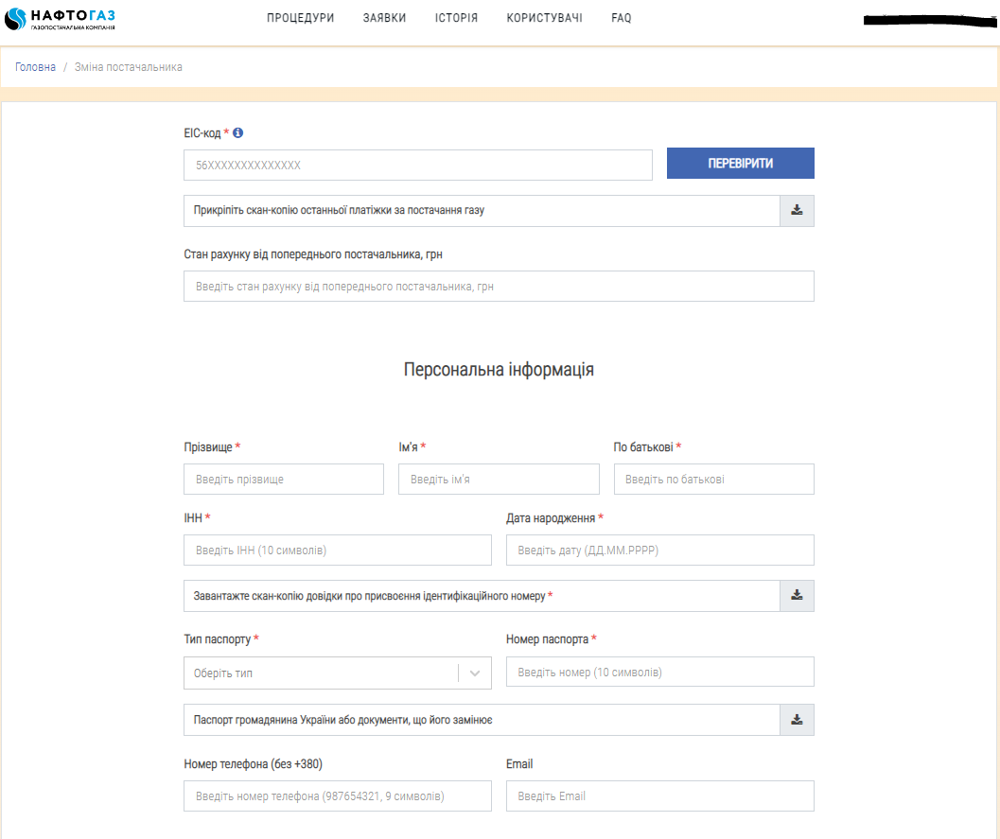 НАФТОГАЗ
ГАЗОПОСТАЧАЛЬНА КОМПАНІЯ
ПРОЦЕДУРИ ЗАЯВКИ ІСТОРІЯ КОРИСТУВАЧІ FAQ
Головна / Зміна постачальника
EIC-код *
56XXXXXXXXXXXXXX
ПЕРЕВІРИТИ
Прикріпіть скан-копію останньої платіжки за постачання газу
Стан рахунку від попереднього постачальника, грн
Введіть стан рахунку від попереднього постачальника, грн
Персональна інформація
Прізвище * Ім'я * По батькові *
Введіть прізвище Введіть ім'я Введіть по батькові
ІНН * Дата народження *
Введіть ІНН (10 символів) Введіть дату (ДД.ММ.РРРР)
Завантажте скан-копію довідки про присвоєння ідентифікаційного номеру *
Тип паспорту * Номер паспорта *
Оберіть тип Введіть номер (10 символів)
Паспорт громадянина України або документи, що його замінює
Номер телефона (без +380) Email
Введіть номер телефона (987654321, 9 символів) Введіть Email